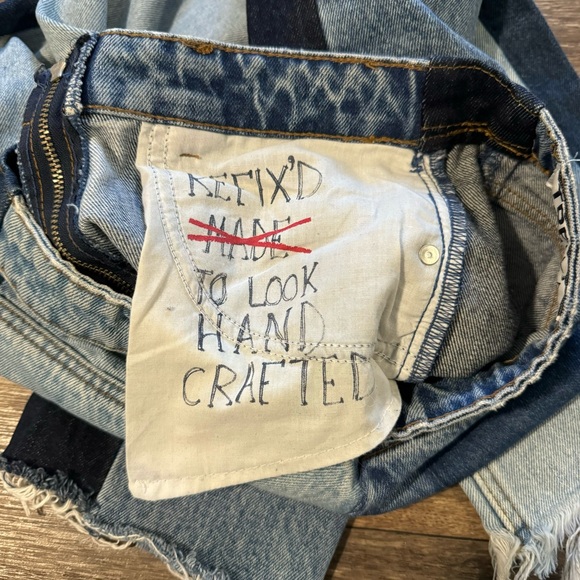 REFIX'D
MADE
TO LOOK
HAND
CRAFTED